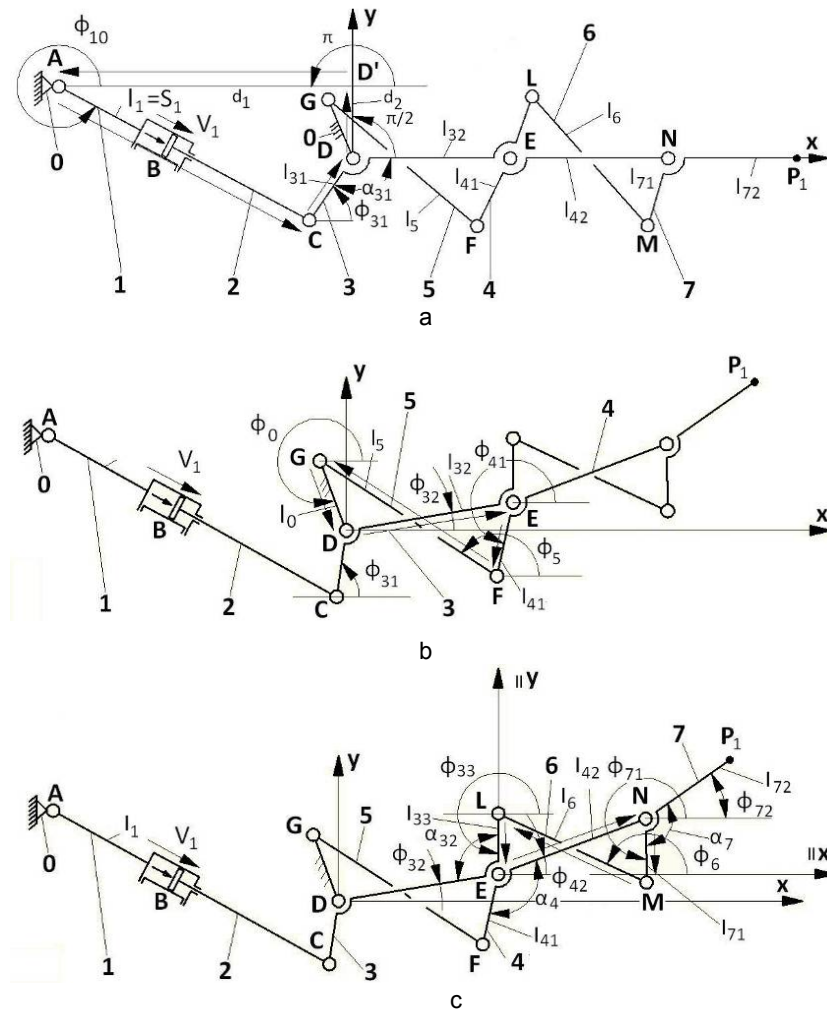 ϕ10 y 6
A π L
D'
G d1 d2
l1=S1 π/2 l6
V1 0 l32 E N x
0 D
B l31 α31 l41 l42 l71 l72 P1
ϕ31 l5
C F M
1 2 3 5 4 7
a
y P1
5 4
A ϕ0 ϕ41
V1 G l5 l32
0 ϕ32
l0 E x
B D ϕ5
1 2 ϕ31 3 F l41
C
b
ıı y
7 P1
y ϕ33 6 l42 ϕ71
A l1 L l6 N l72
V1 5 l33 ϕ72
0 G α32 α7
ϕ32 ϕ42 ϕ6 ıı x
B D E α4 M x
1 2 C l41 l71
3 F 4
c